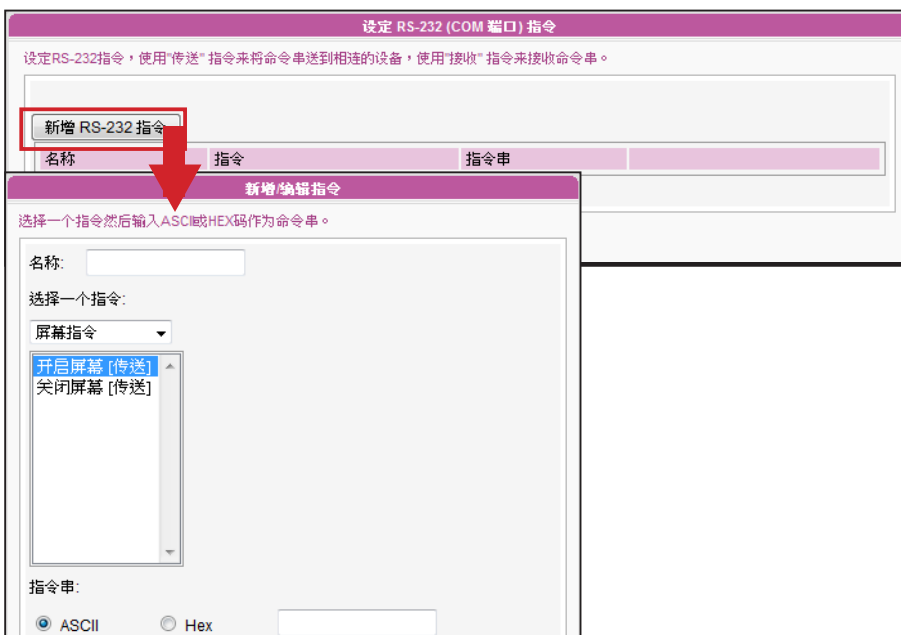 设定 RS-232 (COM 端口) 指令
设定RS-232指令，使用"传送" 指令来将命令串送到相连的设备，使用"接收" 指令来接收命令串。
新增 RS-232 指令
名称 指令 指令串
新增/编辑指令
选择一个指令然后输入ASCII或HEX码作为命令串。
名称:
选择一个指令:
屏幕指令
开启屏幕 [传送]
关闭屏幕 [传送]
指令串:
ASCII Hex